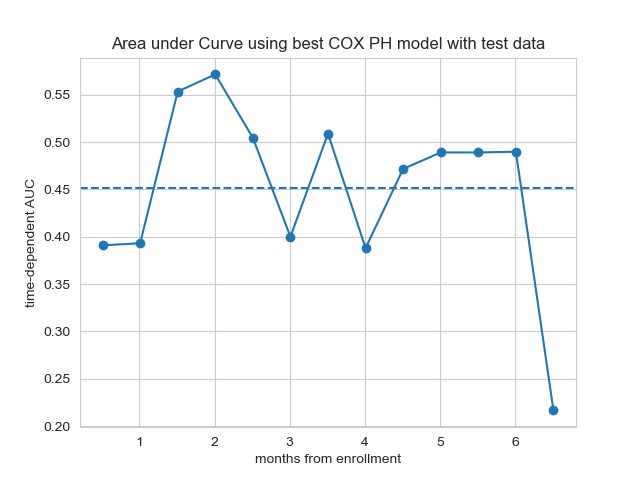 Area under Curve using best COX PH model with test data
time-dependent AUC
0.55
0.50
0.45
0.40
0.35
0.30
0.25
0.20
1 2 3 4 5 6
months from enrollment